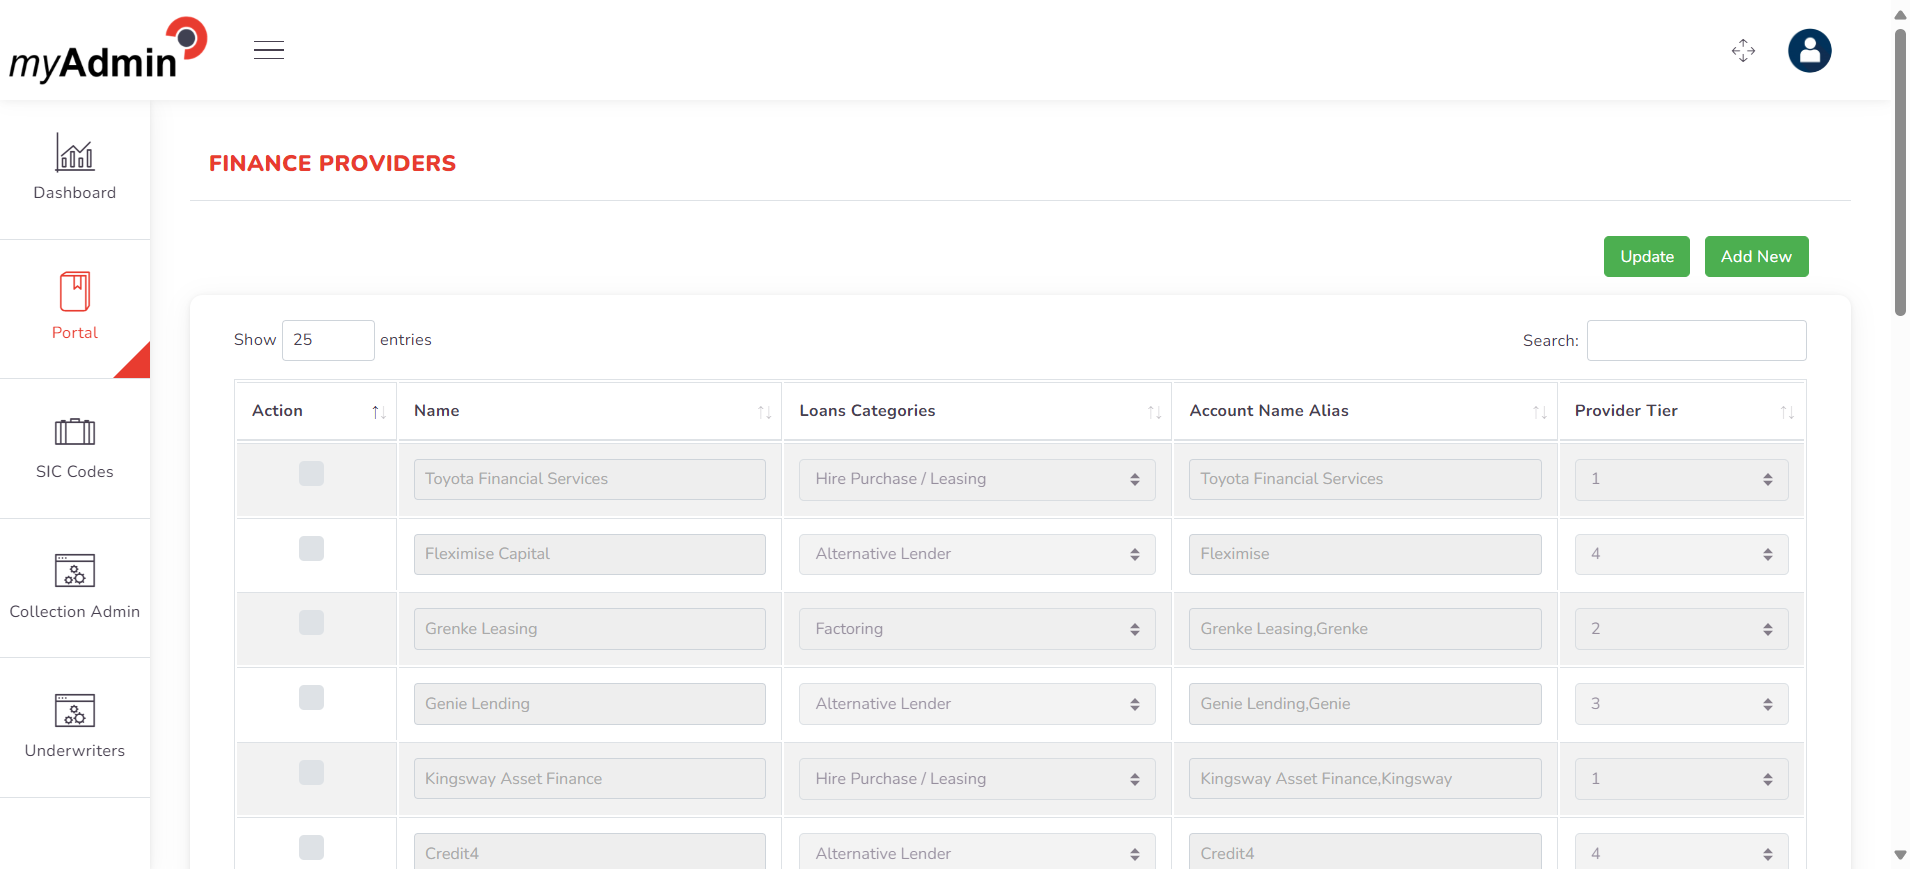 myAdmin
Dashboard
Portal
SIC Codes
Collection Admin
Underwriters
FINANCE PROVIDERS
Update Add New
Show 25 entries Search:
Action Name Loans Categories Account Name Alias Provider Tier
Toyota Financial Services Hire Purchase / Leasing Toyota Financial Services 1
Fleximise Capital Alternative Lender Fleximise 4
Grenke Leasing Factoring Grenke Leasing,Grenke 2
Genie Lending Alternative Lender Genie Lending,Genie 3
Kingsway Asset Finance Hire Purchase / Leasing Kingsway Asset Finance,Kingsway 1
Credit4 Alternative Lender Credit4 4